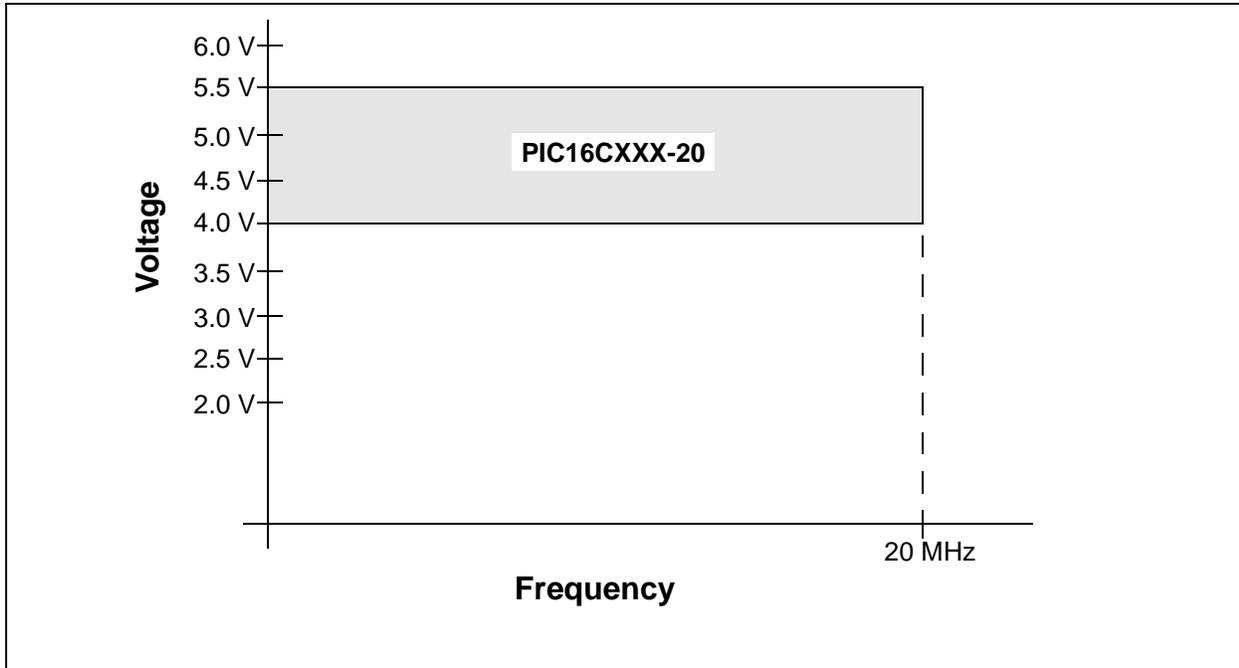 6.0 V
5.5 V
5.0 V
4.5 V
4.0 V
3.5 V
3.0 V
2.5 V
2.0 V
Voltage
PIC16CXXX-20
20 MHz
Frequency